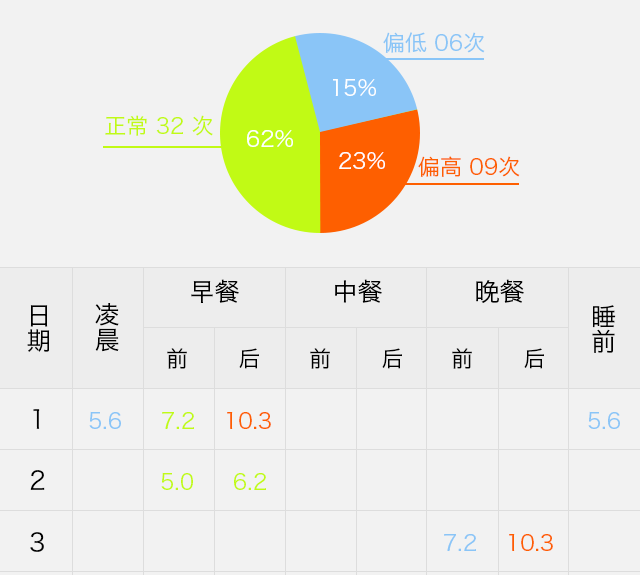 偏低 06次
15%
正常 32 次
62%
23%
偏高 09次
日期 凌晨 早餐 中餐 晚餐 睡前
前 后 前 后 前 后
1 5.6 7.2 10.3 5.6
2 5.0 6.2
3 7.2 10.3